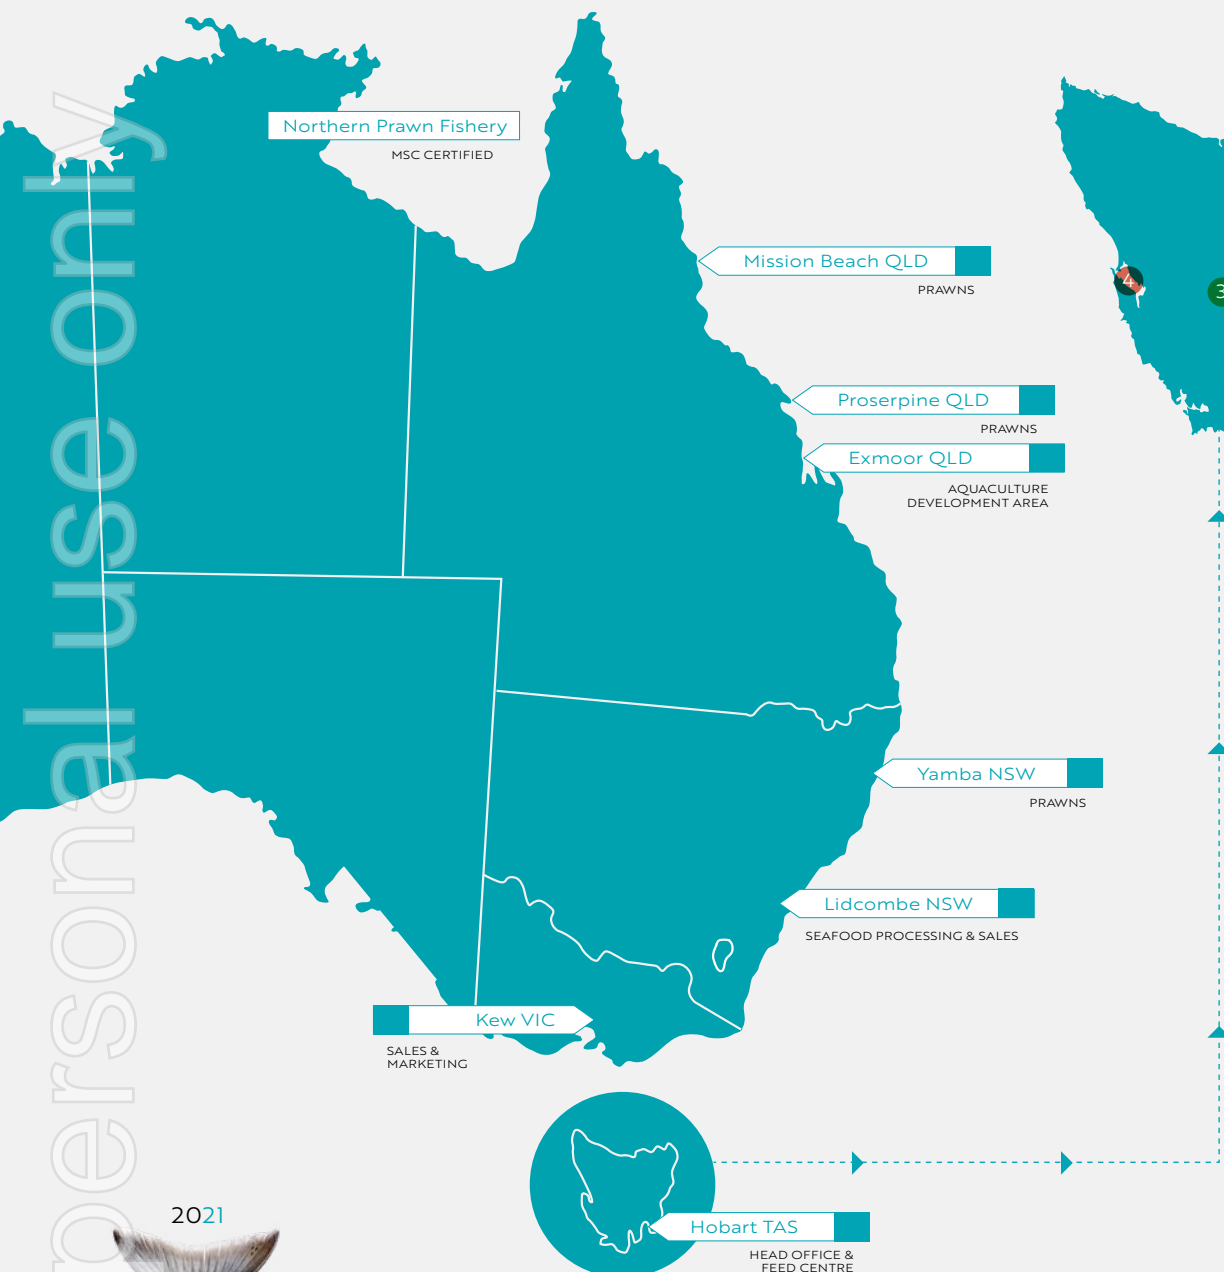 Northern Prawn Fishery
MSC CERTIFIED
Mission Beach QLD
PRAWNS
4
3
Proserpine QLD
PRAWNS
Exmoor QLD
AQUACULTURE
DEVELOPMENT AREA
Yamba NSW
PRAWNS
Lidcombe NSW
SEAFOOD PROCESSING & SALES
Kew VIC
SALES &
MARKETING
Hobart TAS
HEAD OFFICE &
FEED CENTRE
2021
personal use only